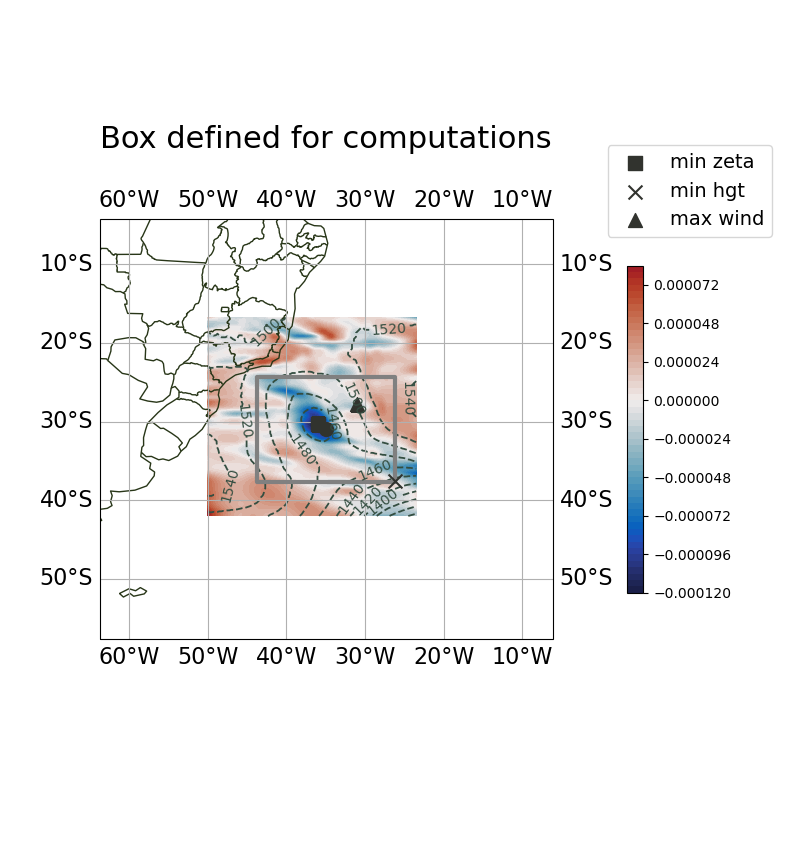 Box defined for computations
min zeta
min hgt
max wind
60°W 50°W 40°W 30°W 20°W 10°W
10°S 10°S
20°S 20°S
30°S 30°S
40°S 40°S
50°S 50°S
60°W 50°W 40°W 30°W 20°W 10°W
1500
1520
1540
1520
1460
1480
1460
1540
1440
1420
1400
0.000072
0.000048
0.000024
0.000000
−0.000024
−0.000048
−0.000072
−0.000096
−0.000120